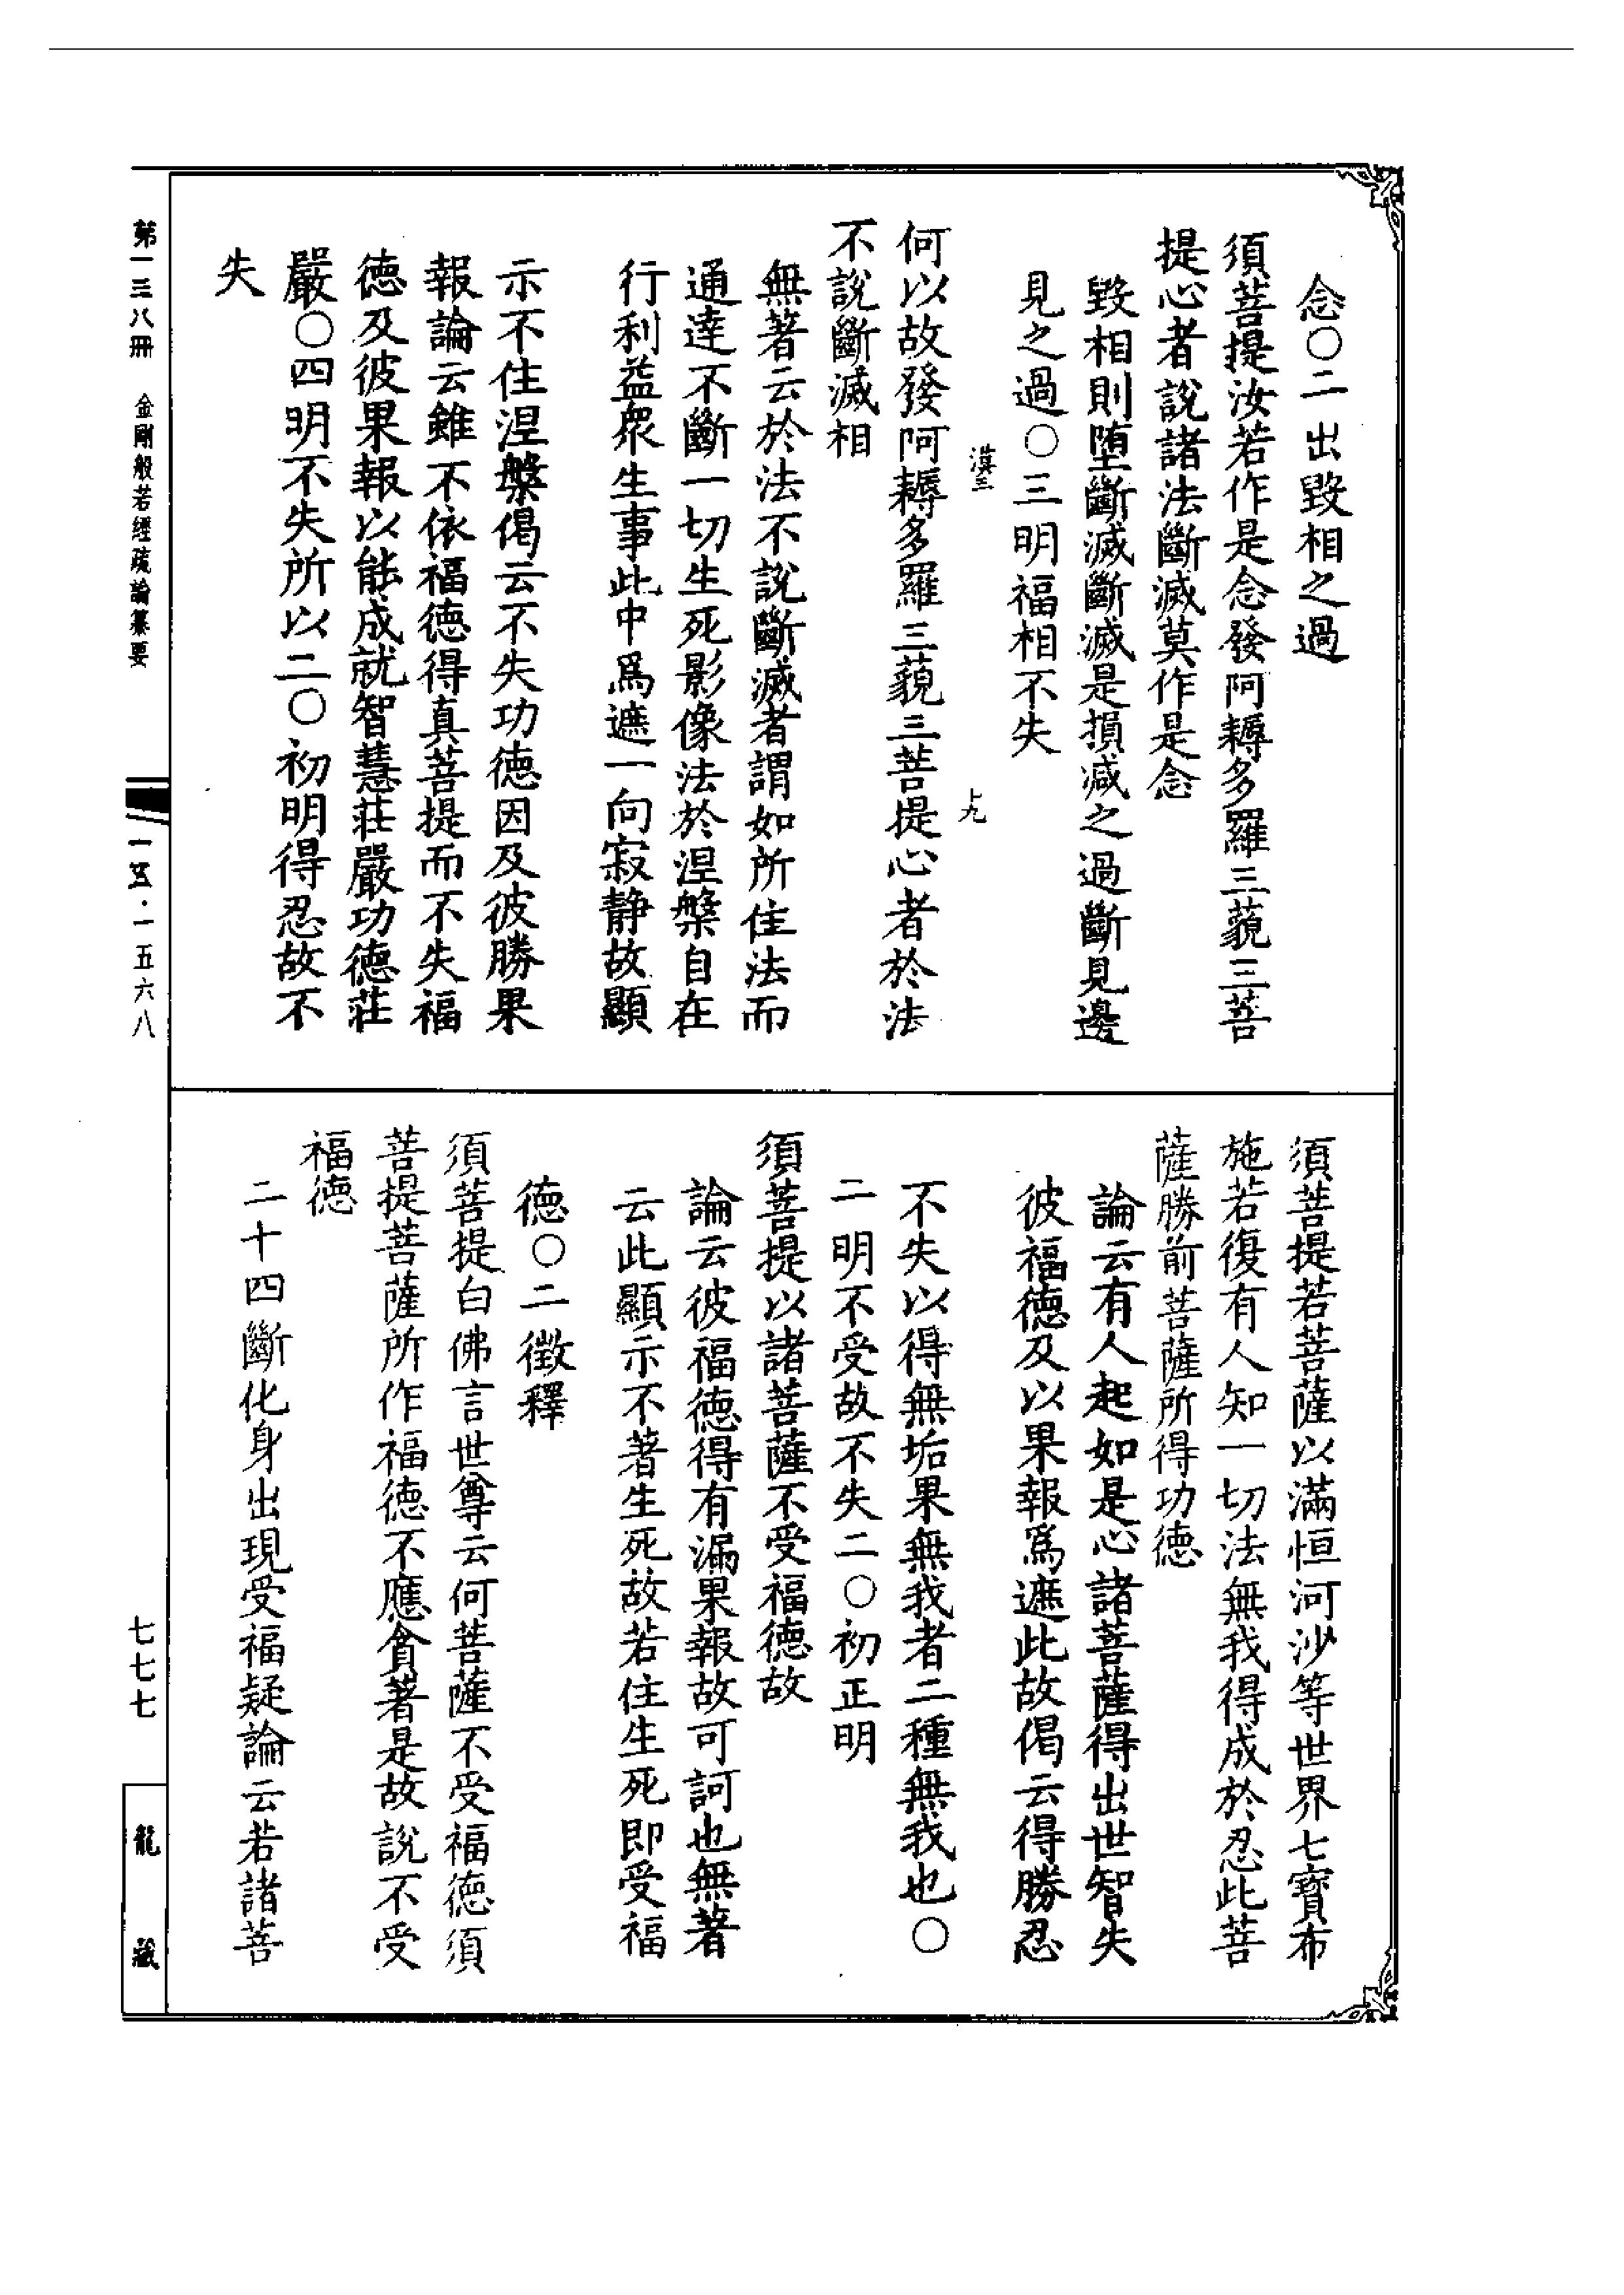 念○二出毀相之過
須菩提汝若作是念發阿耨多羅三藐三菩
提心者說諸法斷滅莫作是念
毀相則墮斷滅斷滅是損減之過斷見邊
見之過○三明福相不失
漢三
上九
何以故發阿耨多羅三藐三菩提心者於法
不說斷滅相
無著云於法不說斷滅者謂如所住法而
通達不斷一切生死影像法於涅槃自在
行利益眾生事此中為遮一向寂靜故顯
示不住涅槃偈云不失功德因及彼勝果
報論云雖不依福德得真菩提而不失福
德及彼果報以能成就智慧莊嚴功德莊
嚴○四明不失所以二○初明得忍故不
失
須菩提若菩薩以滿恒河沙等世界七寶布
施若復有人知一切法無我得成於忍此菩
薩勝前菩薩所得功德
論云有人起如是心諸菩薩得出世智失
彼福德及以果報為遮此故偈云得勝忍
不失以得無垢果無我者二種無我也○
二明不受故不失二○初正明
須菩提以諸菩薩不受福德故
論云彼福德得有漏果報故可訶也無著
云此顯示不著生死故若住生死即受福
德○二徵釋
須菩提白佛言世尊云何菩薩不受福德須
菩提菩薩所作福德不應貪著是故說不受
福德
二十四斷化身出現受福疑論云若諸菩
第一三八冊 金剛般若經疏論纂要
一五·一五六八
七七七
龍藏